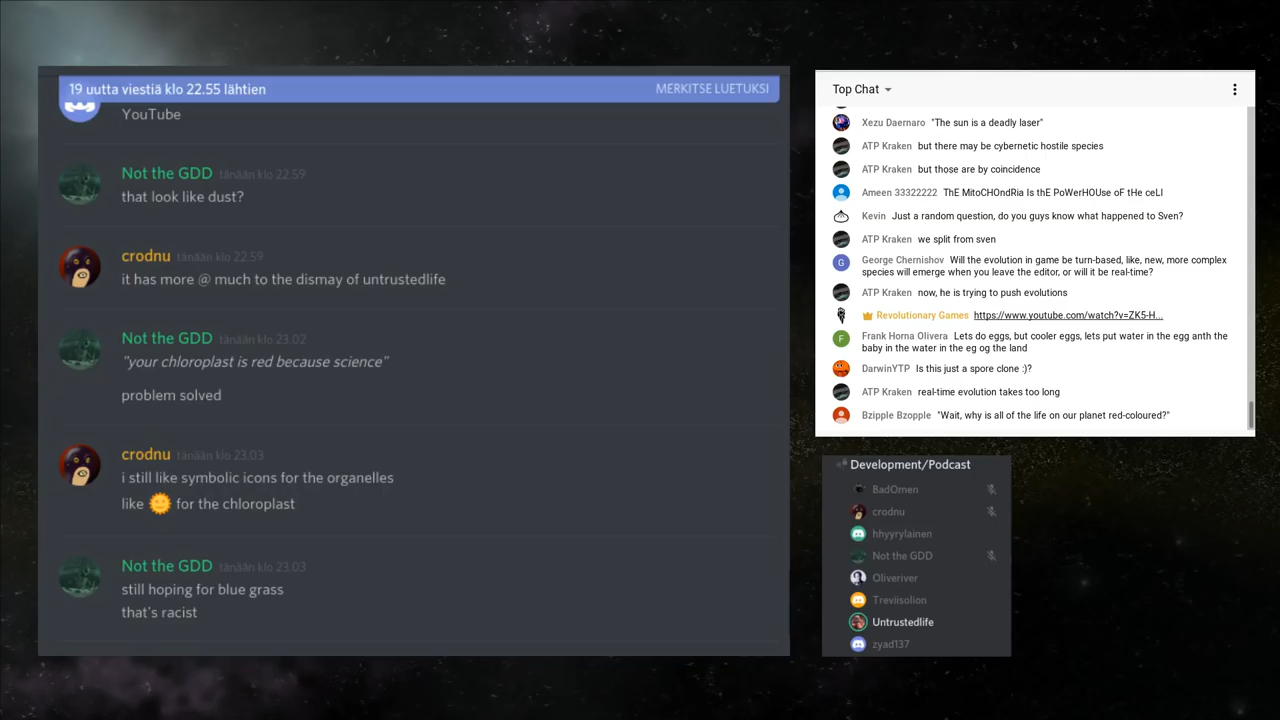 19 uutta viestiä klo 22.55 lähtien
MERKITSE LUETUKSI
YouTube
Not the GDD tänään klo 22.59
that look like dust?
crodnu tänään klo 22.59
it has more @ much to the dismay of untrustedlife
Not the GDD tänään klo 23.02
"your chloroplast is red because science"
problem solved
crodnu tänään klo 23.03
i still like symbolic icons for the organelles
like 🌞 for the chloroplast
Not the GDD tänään klo 23.03
still hoping for blue grass
that's racist
Top Chat
Xezu Daernaro "The sun is a deadly laser"
ATP Kraken but there may be cybernetic hostile species
ATP Kraken but those are by coincidence
Ameen 33322222 ThE MitoCHOndRia Is thE PoWerHOUse oF tHe ceLl
Kevin Just a random question, do you guys know what happened to Sven?
ATP Kraken we split from sven
G
George Chernishov Will the evolution in game be turn-based, like, new, more complex
species will emerge when you leave the editor, or will it be real-time?
ATP Kraken now, he is trying to push evolutions
Revolutionary Games https://www.youtube.com/watch?v=ZK5-H...
F
Frank Horna Olivera Lets do eggs, but cooler eggs, lets put water in the egg anth the
baby in the water in the eg og the land
DarwinYTP Is this just a spore clone :)?
ATP Kraken real-time evolution takes too long
Bzipple Bzopple "Wait, why is all of the life on our planet red-coloured?"
Development/Podcast
BadOmen
crodnu
hhyyrylainen
Not the GDD
Oliveriver
Treviisolion
Untrustedlife
zyad137